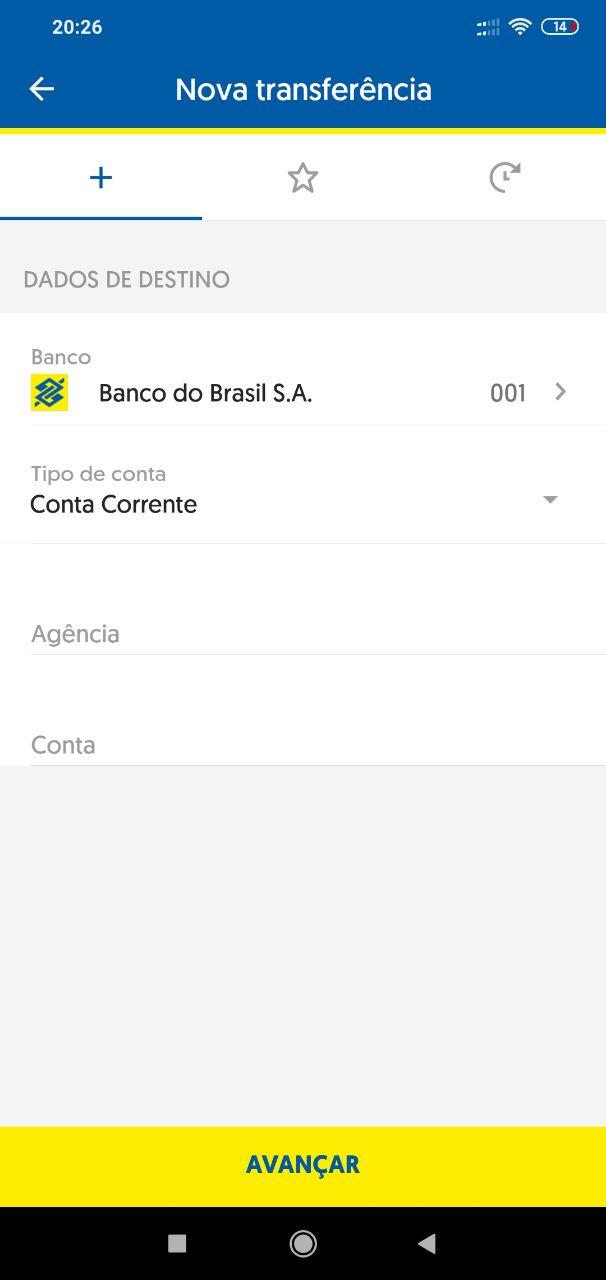 20:26
14
Nova transferência
DADOS DE DESTINO
Banco
Banco do Brasil S.A. 001
Tipo de conta
Conta Corrente
Agência
Conta
AVANÇAR